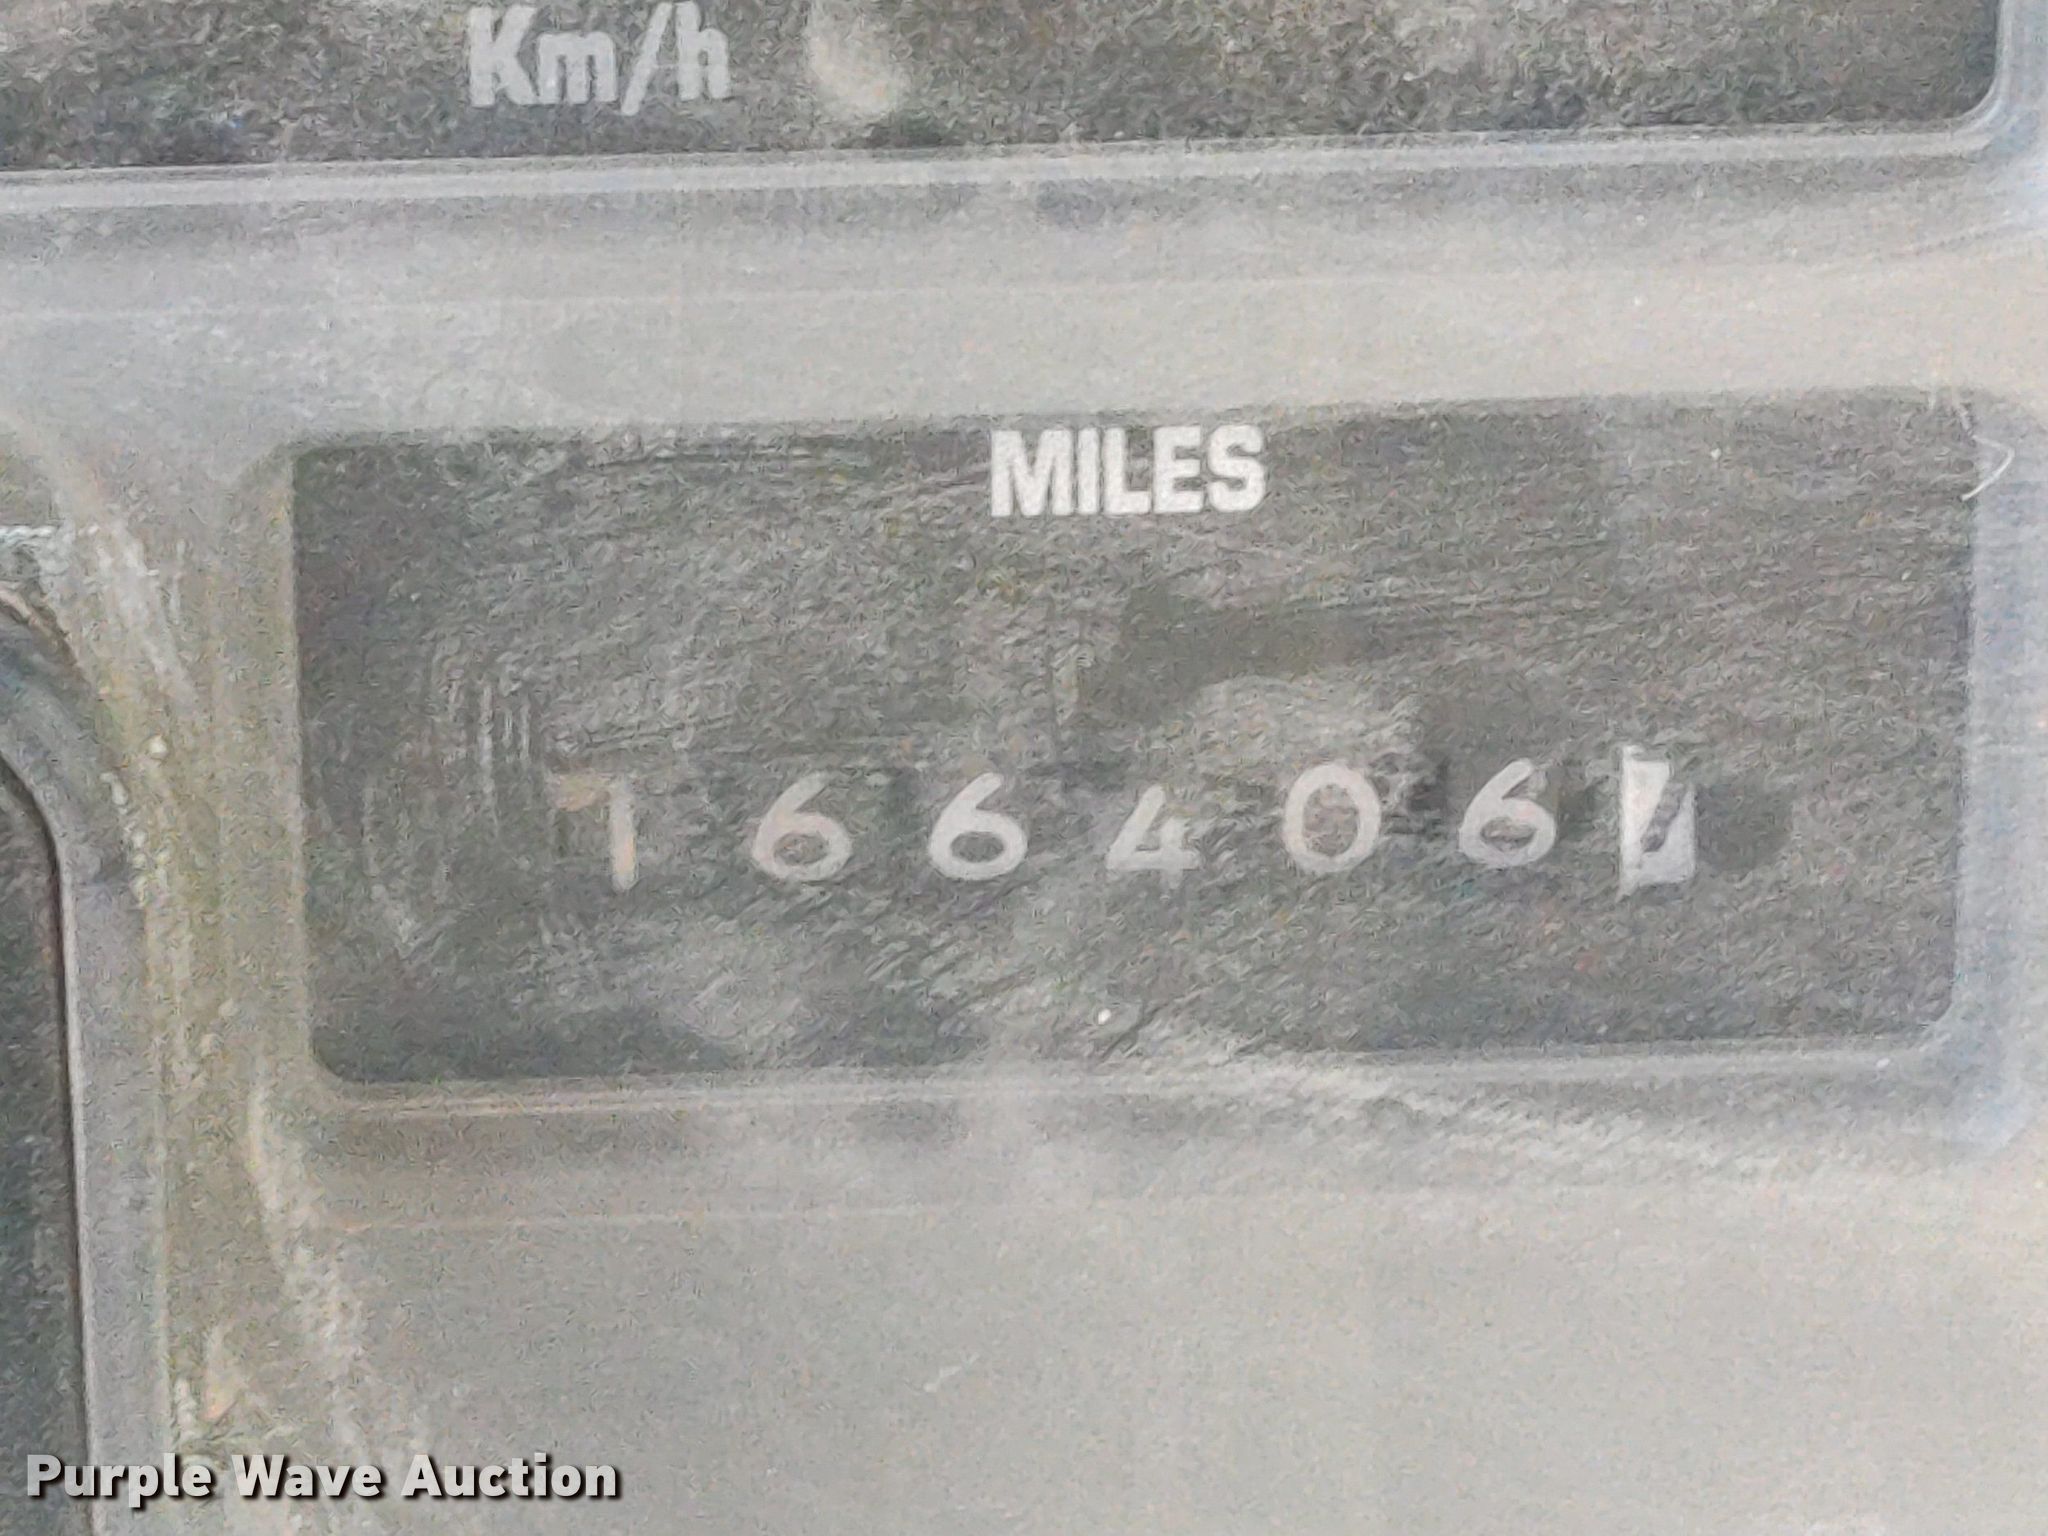 Km/h
MILES
166406
Purple Wave Auction